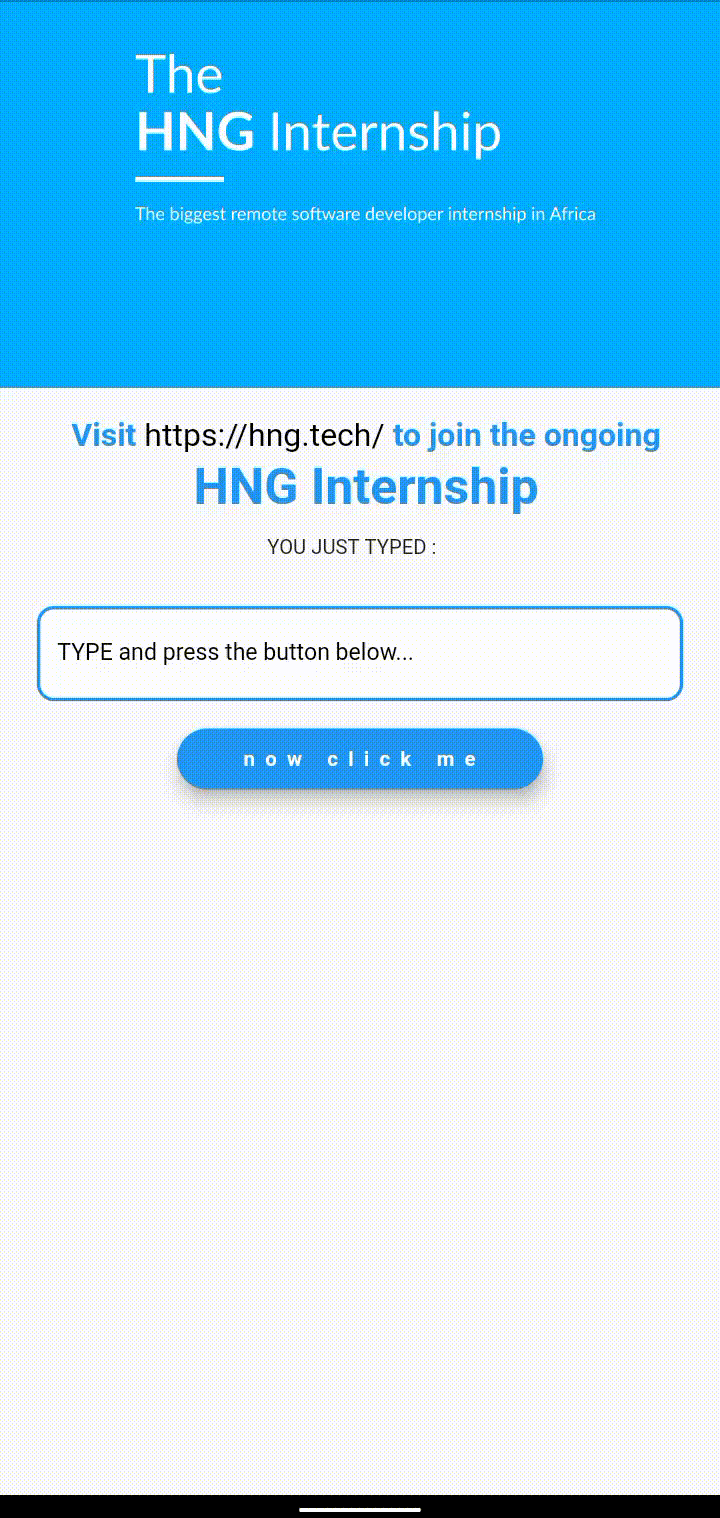 The
HNG Internship
The biggest remote software developer internship in Africa
Visit https://hng.tech/ to join the ongoing
HNG Internship
YOU JUST TYPED :
TYPE and press the button below...
now click me